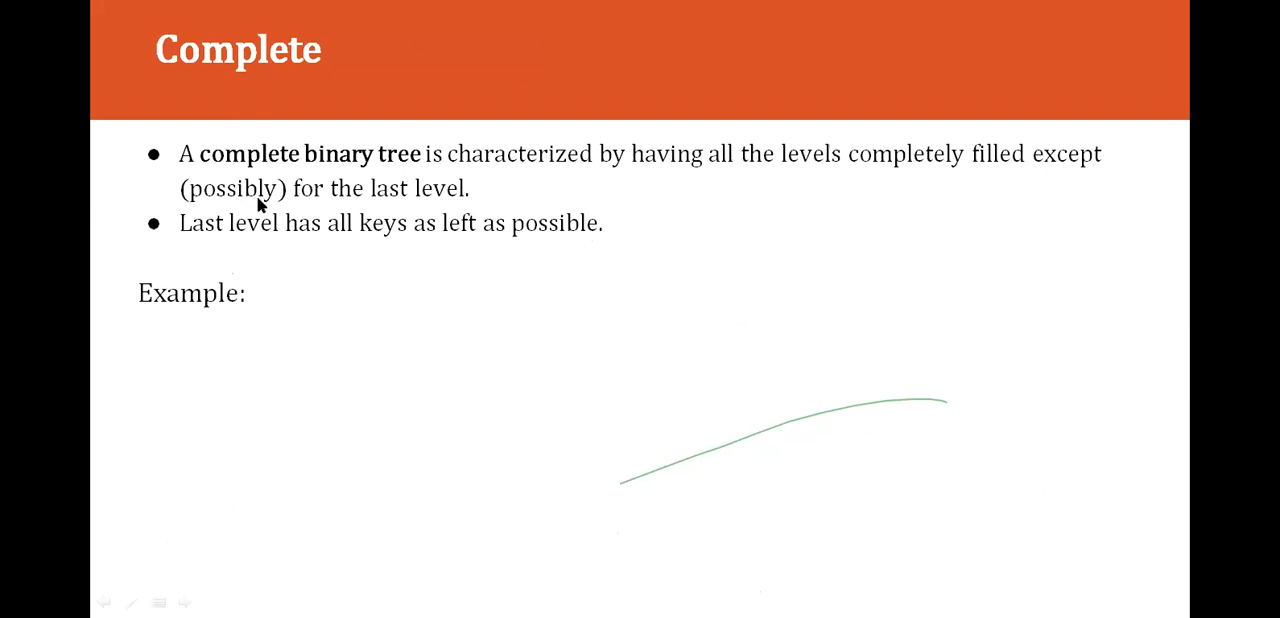 Complete
● A complete binary tree is characterized by having all the levels completely filled except
(possibly) for the last level.
● Last level has all keys as left as possible.
Example: